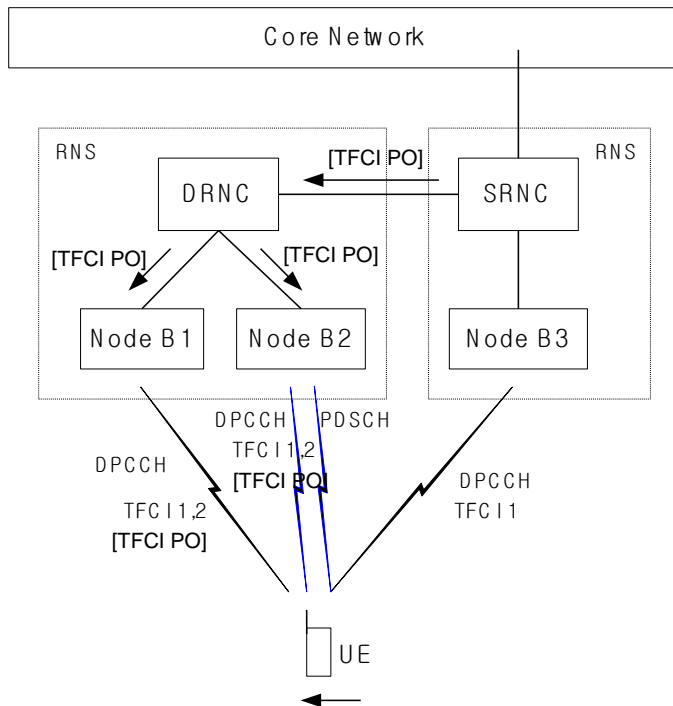 Core Network
RNS
[TFCI PO]
RNS
DRNC
SRNC
[TFCI PO]
[TFCI PO]
Node B1
Node B2
Node B3
DPCCH
PDSCH
TFCI1,2
[TFCI PO]
DPCCH
TFCI1,2
[TFCI PO]
DPCCH
TFCI1
UE